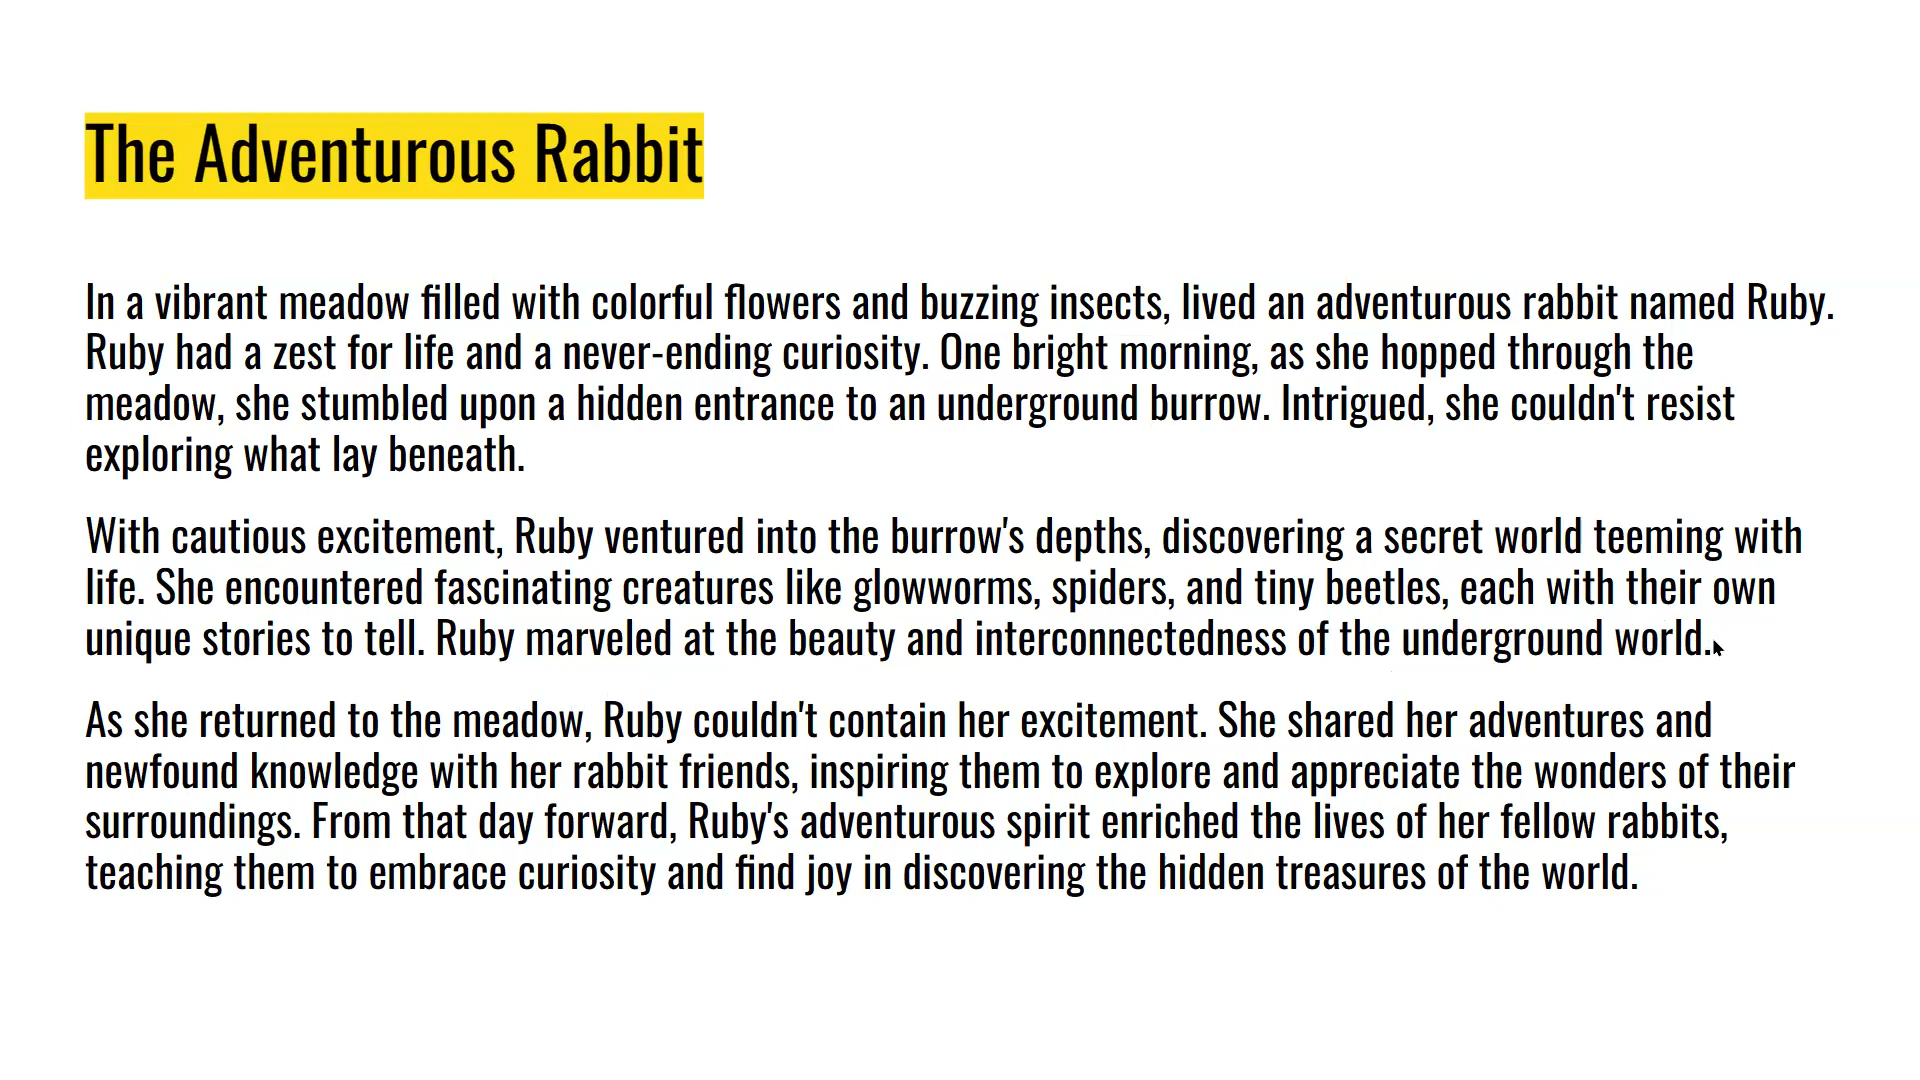 The Adventurous Rabbit
In a vibrant meadow filled with colorful flowers and buzzing insects, lived an adventurous rabbit named Ruby.
Ruby had a zest for life and a never-ending curiosity. One bright morning, as she hopped through the
meadow, she stumbled upon a hidden entrance to an underground burrow. Intrigued, she couldn't resist
exploring what lay beneath.
With cautious excitement, Ruby ventured into the burrow's depths, discovering a secret world teeming with
life. She encountered fascinating creatures like glowworms, spiders, and tiny beetles, each with their own
unique stories to tell. Ruby marveled at the beauty and interconnectedness of the underground world.
As she returned to the meadow, Ruby couldn't contain her excitement. She shared her adventures and
newfound knowledge with her rabbit friends, inspiring them to explore and appreciate the wonders of their
surroundings. From that day forward, Ruby's adventurous spirit enriched the lives of her fellow rabbits,
teaching them to embrace curiosity and find joy in discovering the hidden treasures of the world.